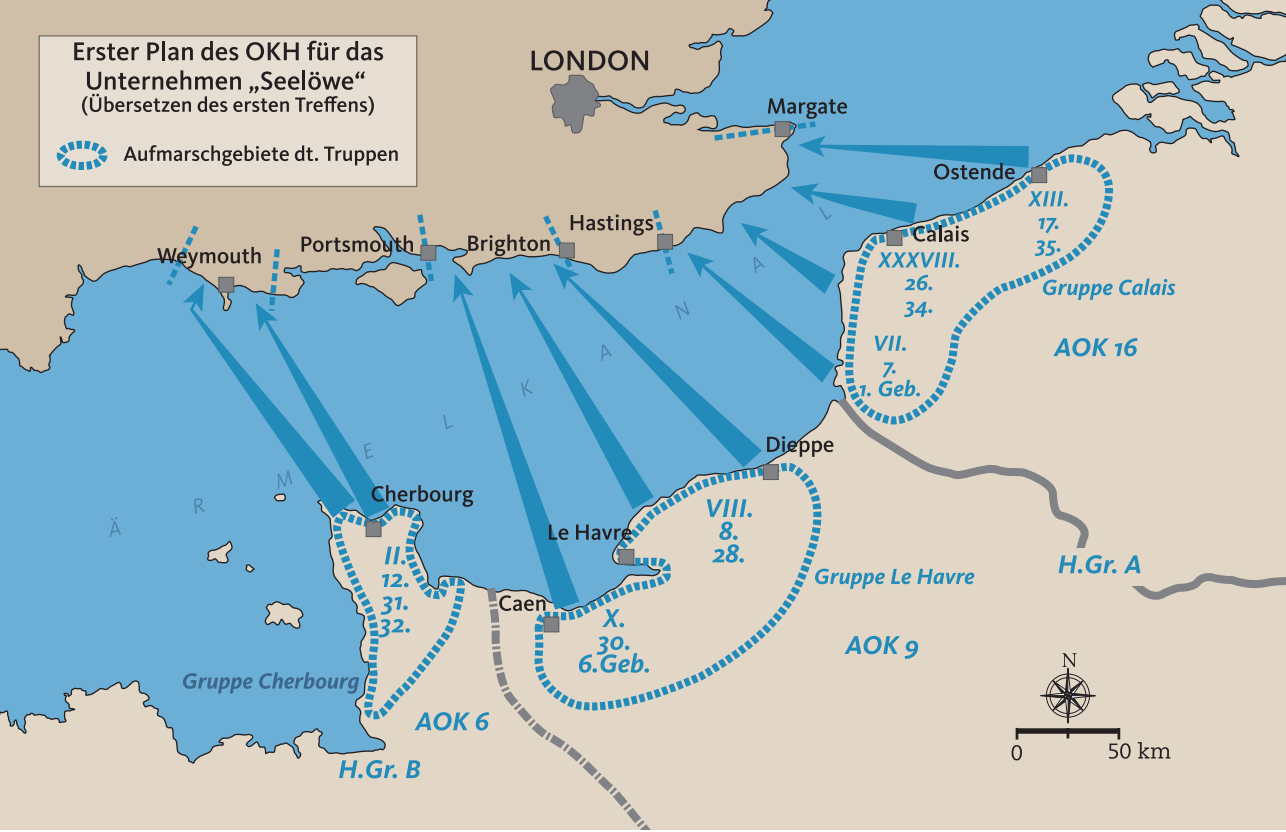 Erster Plan des OKH für das
Unternehmen „Seelöwe“
(Übersetzen des ersten Treffens)
Aufmarschgebiete dt. Truppen
LONDON
Margate
Ostende
Calais
Hastings
Brighton
Portsmouth
Weymouth
ÄRMELKANAL
XIII.
17.
35.
XXXVIII.
26.
34.
Gruppe Calais
VII.
7.
1. Geb.
AOK 16
Dieppe
Cherbourg
Le Havre
VIII.
8.
28.
II.
12.
31.
32.
Caen
X.
30.
6.Geb.
Gruppe Le Havre
H.Gr. A
AOK 9
Gruppe Cherbourg
AOK 6
H.Gr. B
N
0 50 km